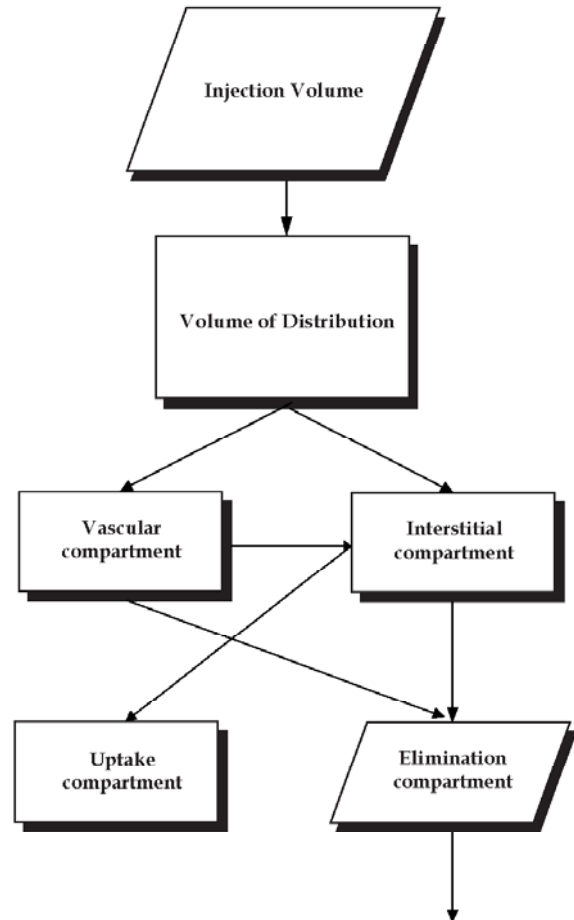 Injection Volume
Volume of Distribution
Vascular
compartment
Interstitial
compartment
Uptake
compartment
Elimination
compartment